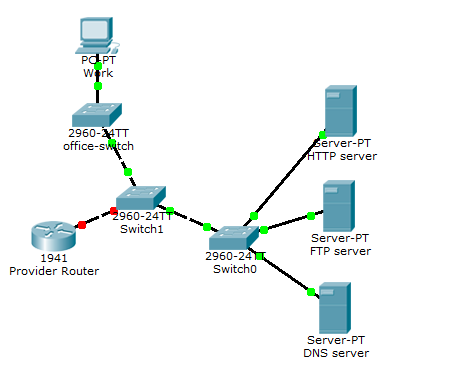 PC-PT
Work
2960-24TT
office-switch
Server-PT
HTTP server
2960-24TT
Switch1
Server-PT
FTP server
1941
Provider Router
2960-24TT
Switch0
Server-PT
DNS server